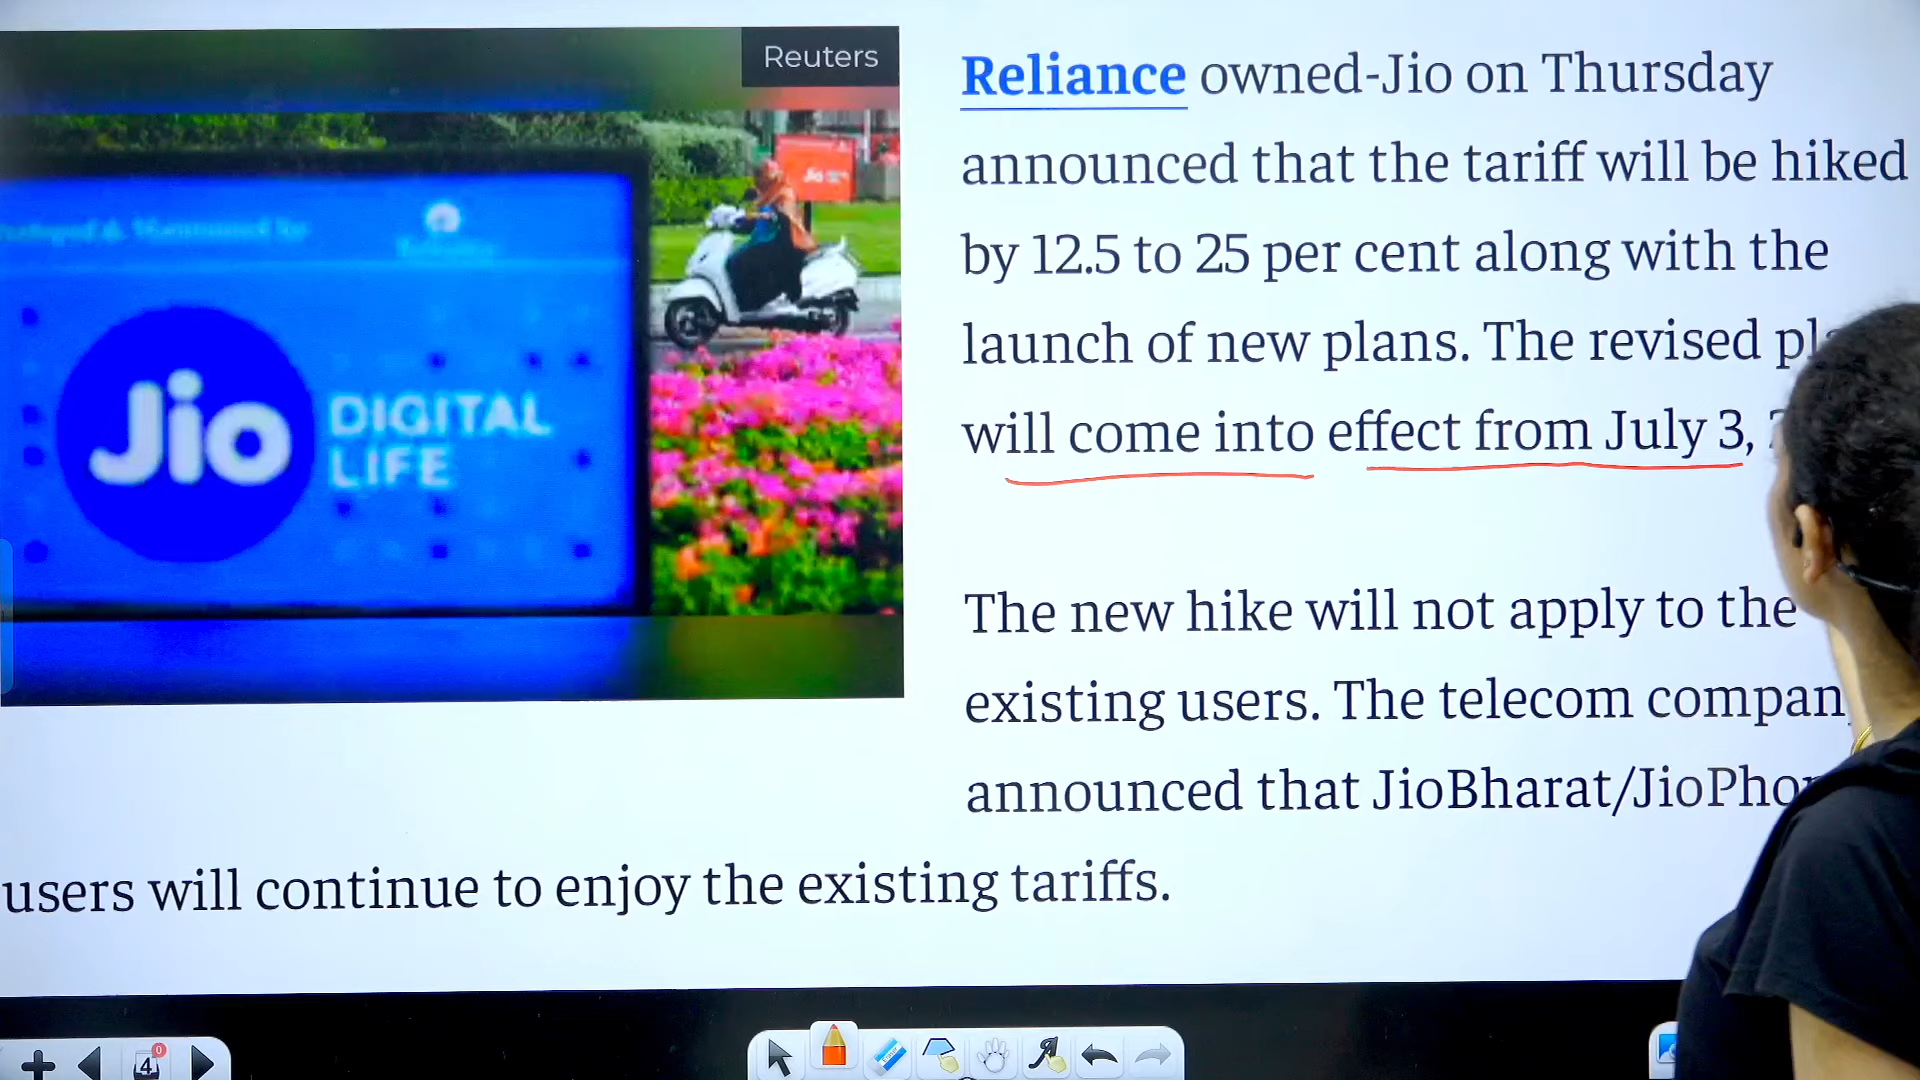 Reuters
Jio
DIGITAL
LIFE
Jio
Reliance owned-Jio on Thursday
announced that the tariff will be hiked
by 12.5 to 25 per cent along with the
launch of new plans. The revised
will come into effect from July 3,
The new hike will not apply to the
existing users. The telecom
announced that JioBharat/
users will continue to enjoy the existing tariffs.
4
0